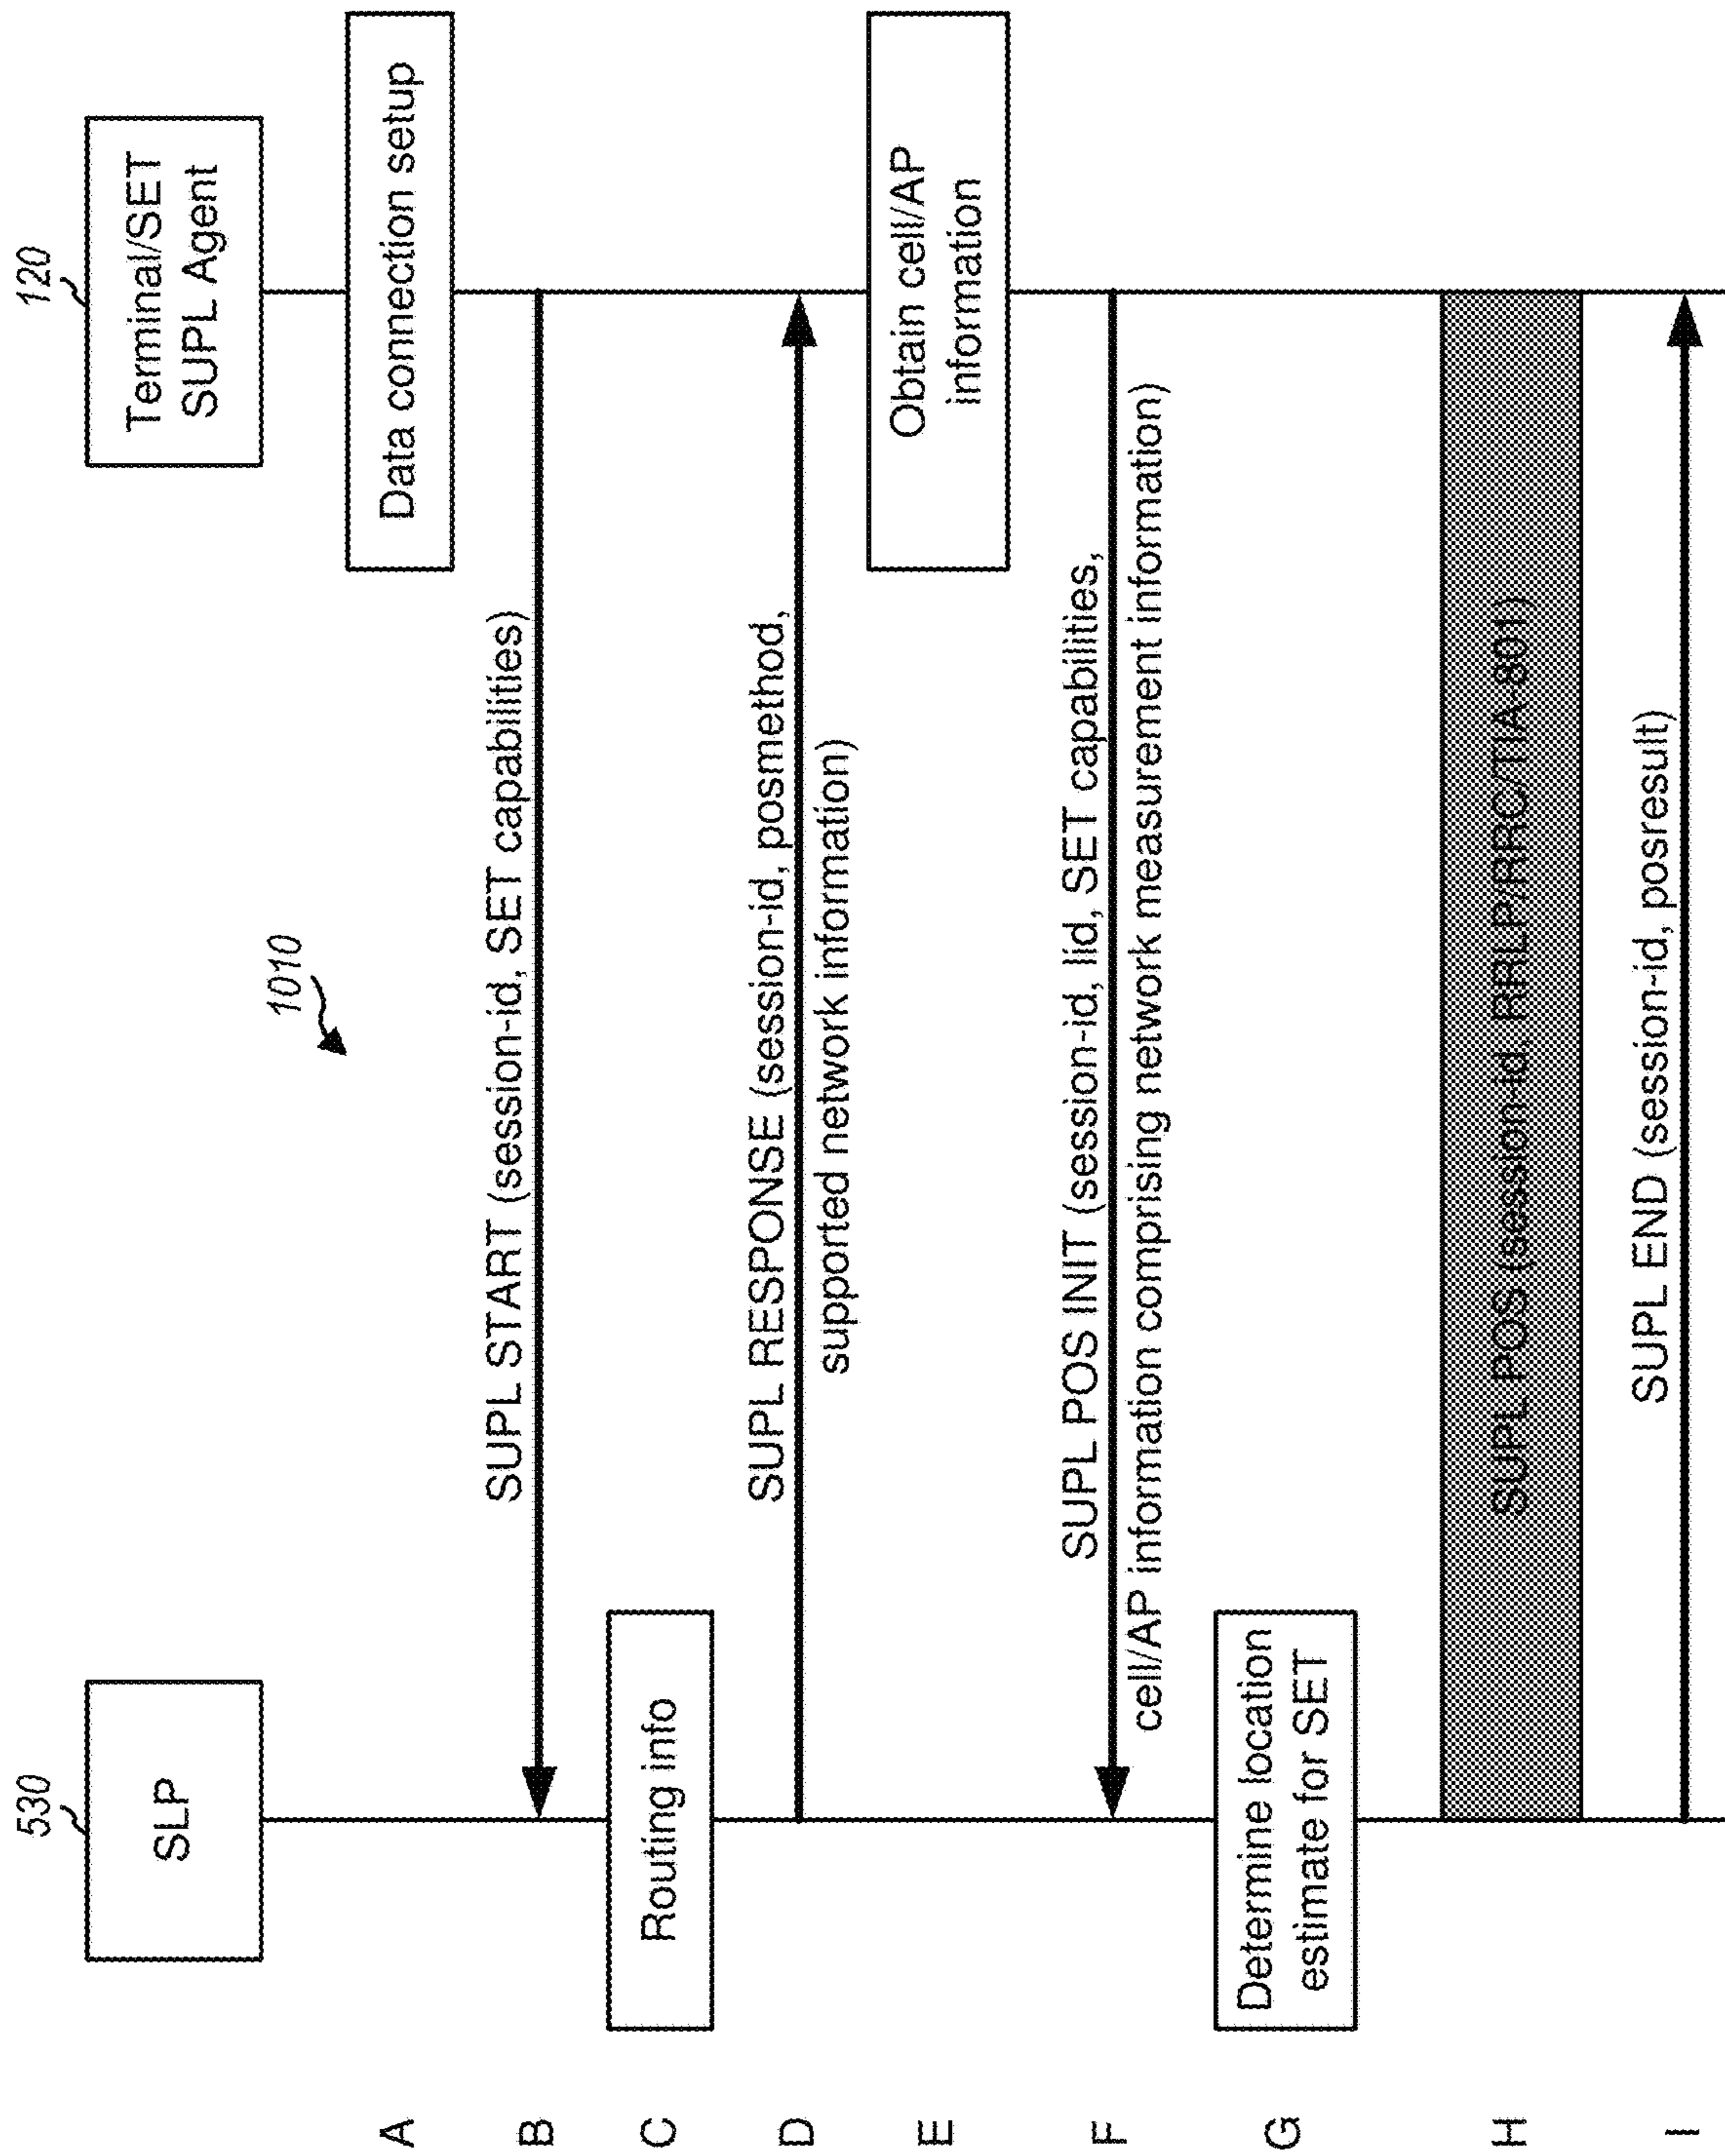 1010
530
SLP
120
Terminal/SET
SUPL Agent
A
Data connection setup
B
SUPL START (session-id, SET capabilities)
C
Routing info
D
SUPL RESPONSE (session-id, posmethod,
supported network information)
E
Obtain cell/AP
information
F
SUPL POS INIT (session-id, lid, SET capabilities,
cell/AP information comprising network measurement information)
G
Determine location
estimate for SET
H
SUPL POS (session-id, RRLP/RRC/TIA-801)
I
SUPL END (session-id, posresult)